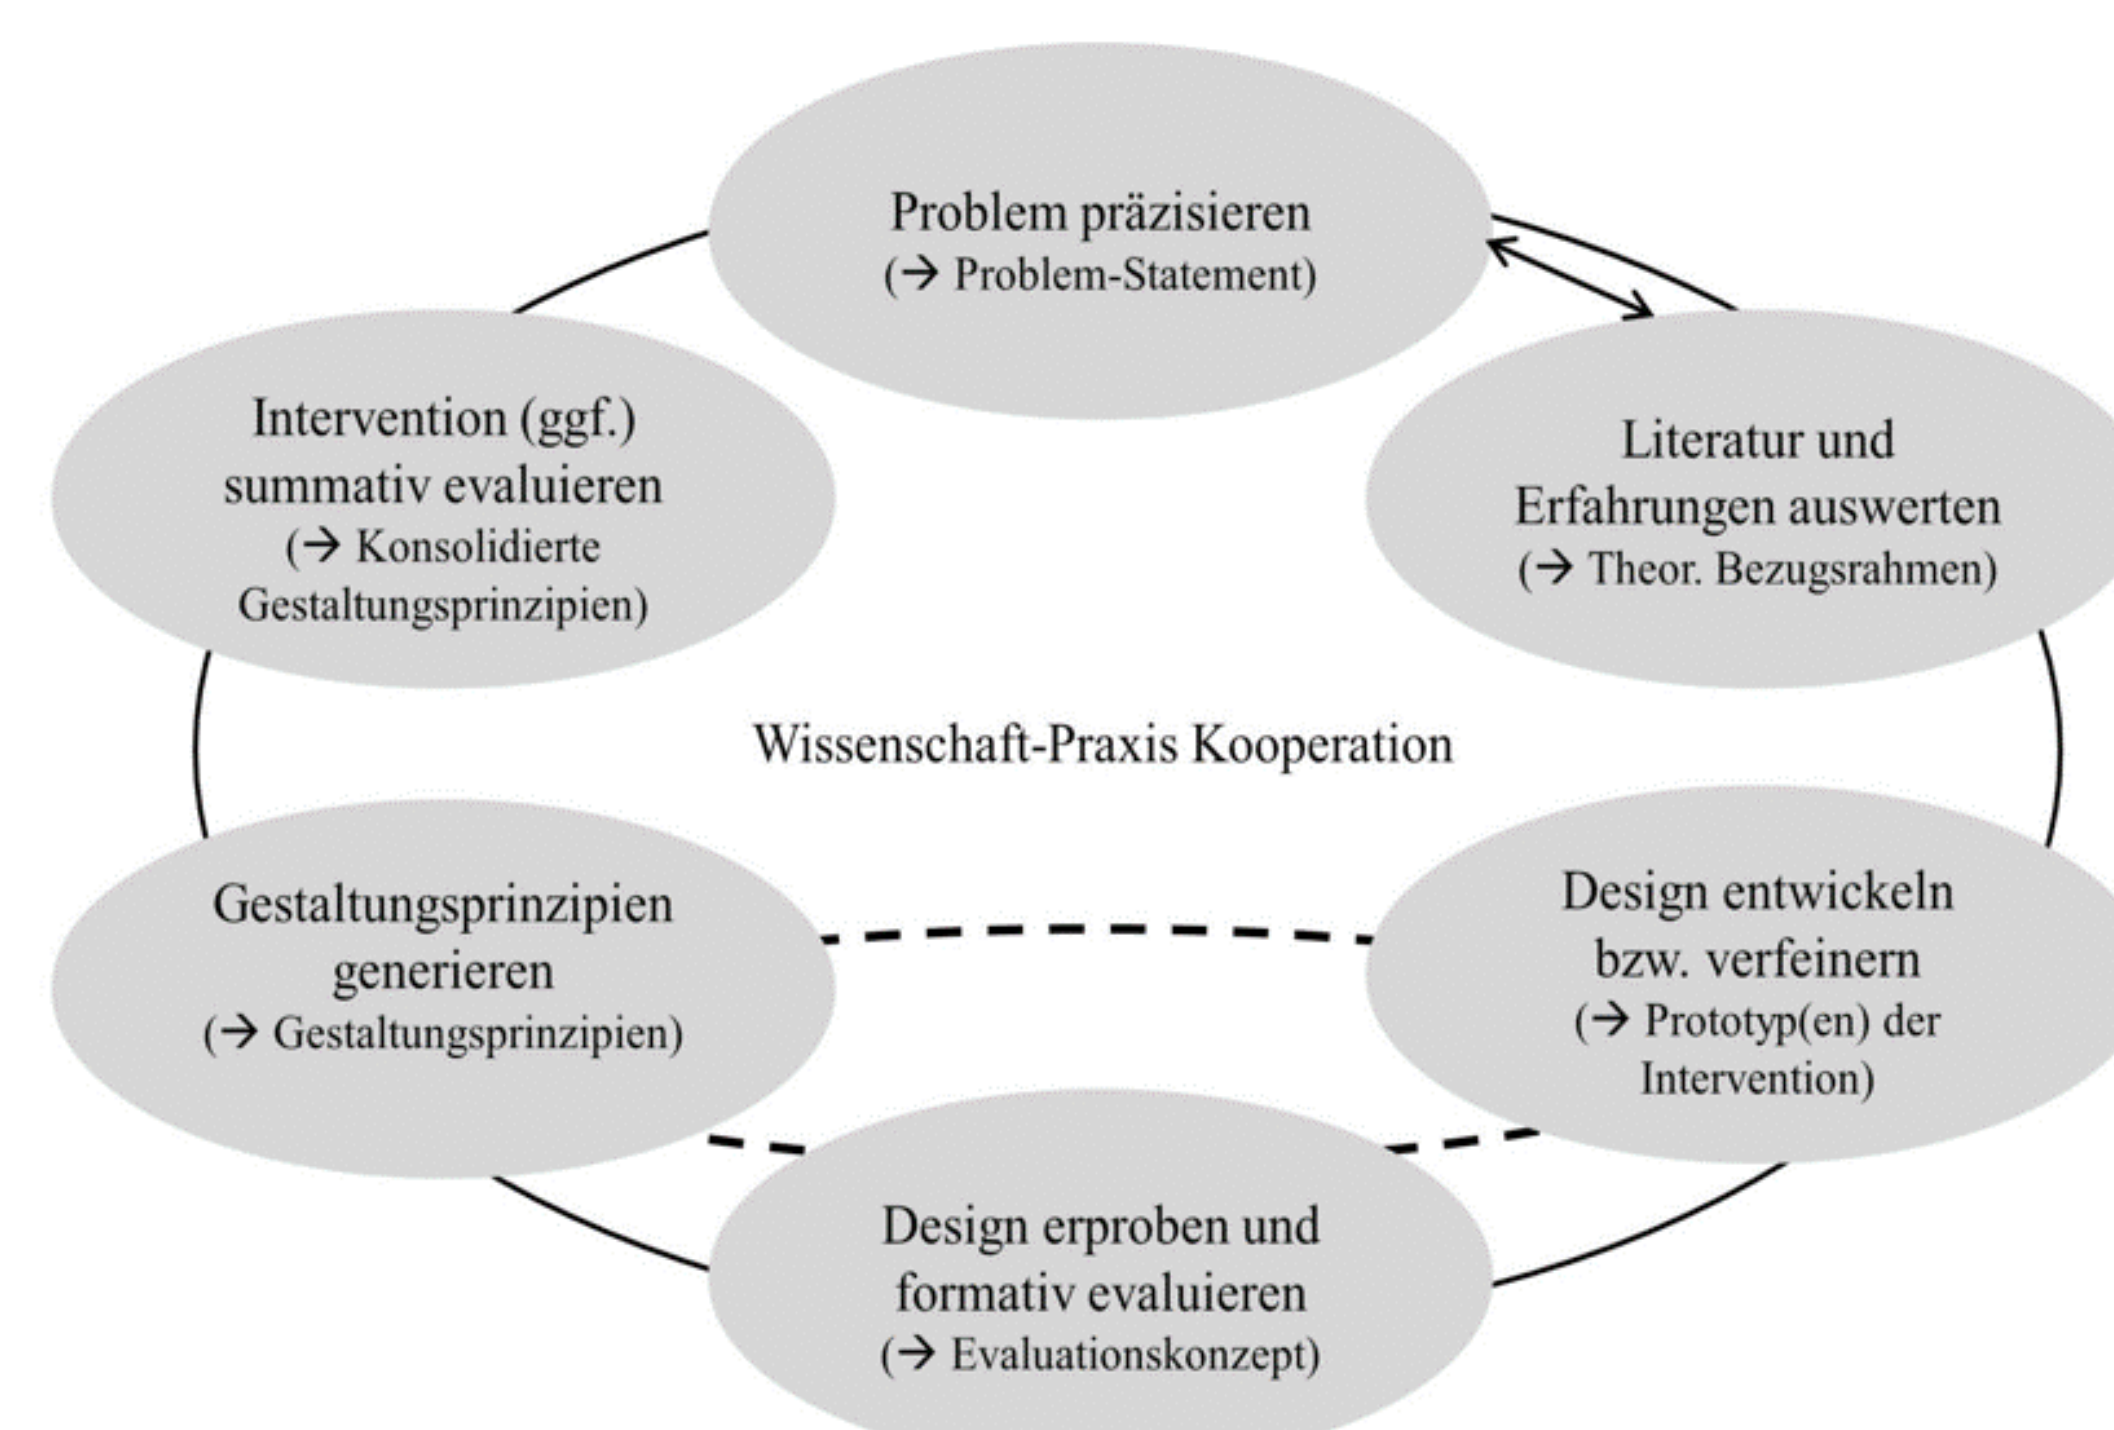 Problem präzisieren
(→ Problem-Statement)
Literatur und
Erfahrungen auswerten
(→ Theor. Bezugsrahmen)
Design entwickeln
bzw. verfeinern
(→ Prototyp(en) der
Intervention)
Design erproben und
formativ evaluieren
(→ Evaluationskonzept)
Gestaltungsprinzipien
generieren
(→ Gestaltungsprinzipien)
Intervention (ggf.)
summativ evaluieren
(→ Konsolidierte
Gestaltungsprinzipien)
Wissenschaft-Praxis Kooperation